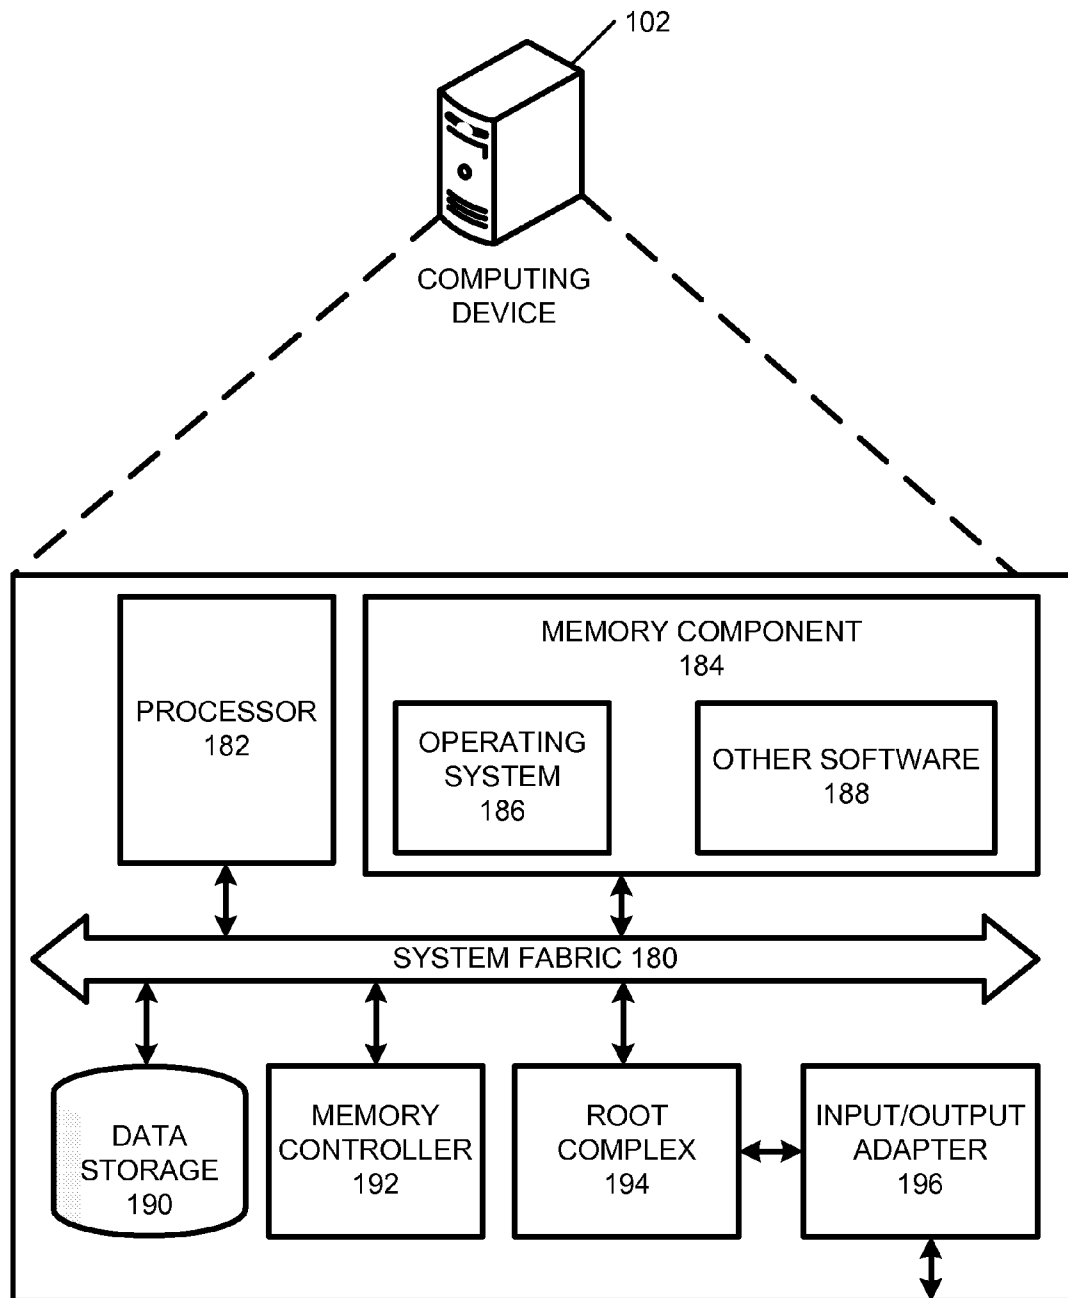 102
COMPUTING
DEVICE
PROCESSOR
182
MEMORY COMPONENT
184
OPERATING
SYSTEM
186
OTHER SOFTWARE
188
SYSTEM FABRIC 180
DATA
STORAGE
190
MEMORY
CONTROLLER
192
ROOT
COMPLEX
194
INPUT/OUTPUT
ADAPTER
196